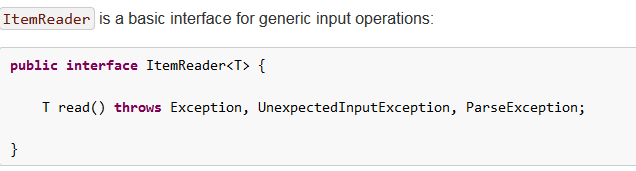 ItemReader is a basic interface for generic input operations:
public interface ItemReader<T> {
T read() throws Exception, UnexpectedInputException, ParseException;
}